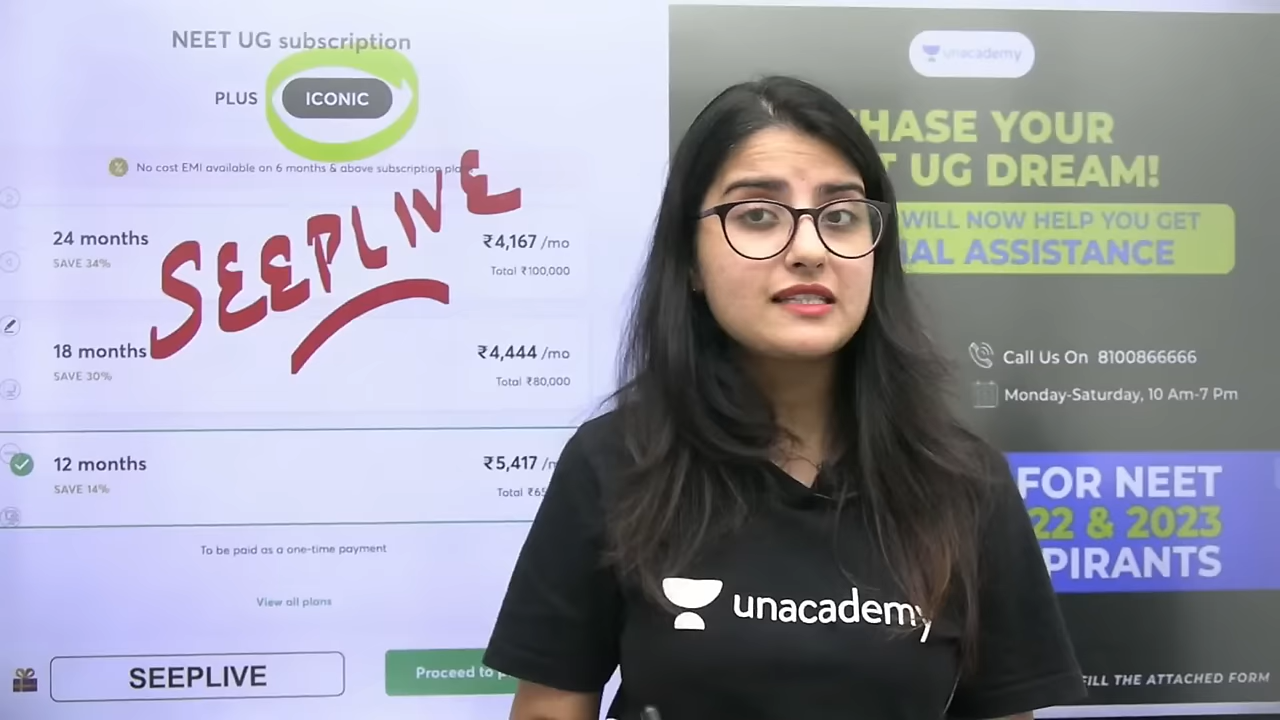 NEET UG subscription
PLUS ICONIC
No cost EMI available on 6 months & above subscription
SEEPLIVE
24 months
SAVE 34%
₹4,167 /mo
Total ₹100,000
18 months
SAVE 30%
₹4,444 /mo
Total ₹80,000
12 months
SAVE 14%
₹5,417
Total
To be paid as a one-time payment
View all plans
SEEPLIVE
Proceed to
unacademy
YOUR
UG DREAM!
WILL NOW HELP YOU GET
ASSISTANCE
Call Us On 8100866666
Monday-Saturday, 10 Am-7 Pm
FOR NEET
22 & 2023
PIRANTS
FILL THE ATTACHED FORM
unacademy